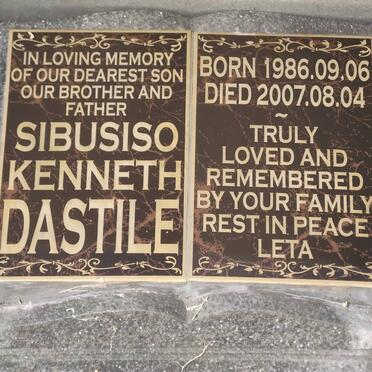 IN LOVING MEMORY
OF OUR DEAREST SON
OUR BROTHER AND
FATHER
SIBUSISO
KENNETH
DASTILE
BORN 1986.09.06
DIED 2007.08.04
~
TRULY
LOVED AND
REMEMBERED
BY YOUR FAMILY
REST IN PEACE
LETA